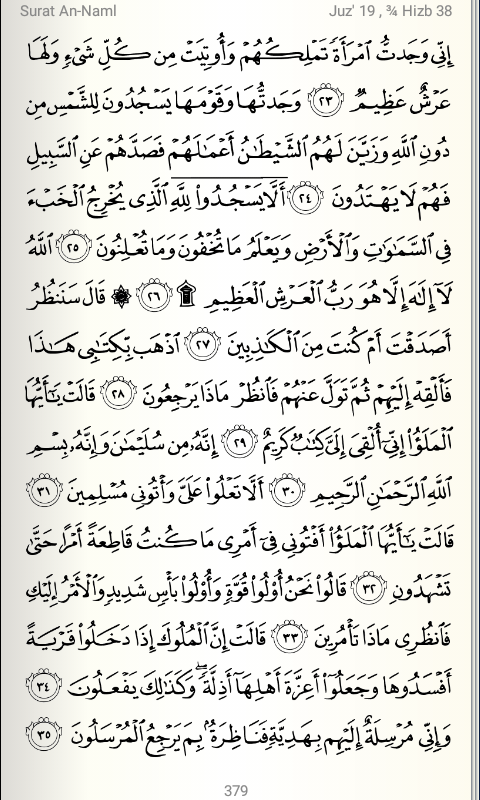 Surat An-Naml
Juz' 19 , ¾ Hizb 38
إِنِّى وَجَدتُّ ٱمْرَأَةً تَمْلِكُهُمْ وَأُوتِيَتْ مِن كُلِّ شَىْءٍ وَلَهَا
عَرْشٌ عَظِيمٌ ٢٣ وَجَدتُّهَا وَقَوْمَهَا يَسْجُدُونَ لِلشَّمْسِ مِن
دُونِ ٱللَّهِ وَزَيَّنَ لَهُمُ ٱلشَّيْطَـٰنُ أَعْمَـٰلَهُمْ فَصَدَّهُمْ عَنِ ٱلسَّبِيلِ
فَهُمْ لَا يَهْتَدُونَ ٢٤ أَلَّا يَسْجُدُوا۟ لِلَّهِ ٱلَّذِى يُخْرِجُ ٱلْخَبْءَ
فِى ٱلسَّمَـٰوَٰتِ وَٱلْأَرْضِ وَيَعْلَمُ مَا تُخْفُونَ وَمَا تُعْلِنُونَ ٢٥ ٱللَّهُ
لَآ إِلَـٰهَ إِلَّا هُوَ رَبُّ ٱلْعَرْشِ ٱلْعَظِيمِ ۩ ٢٦ ۞ قَالَ سَنَنظُرُ
أَصَدَقْتَ أَمْ كُنتَ مِنَ ٱلْكَـٰذِبِينَ ٢٧ ٱذْهَب بِّكِتَـٰبِى هَـٰذَا
فَأَلْقِهْ إِلَيْهِمْ ثُمَّ تَوَلَّ عَنْهُمْ فَٱنظُرْ مَاذَا يَرْجِعُونَ ٢٨ قَالَتْ يَـٰٓأَيُّهَا
ٱلْمَلَؤُا۟ إِنِّىٓ أُلْقِىَ إِلَىَّ كِتَـٰبٌ كَرِيمٌ ٢٩ إِنَّهُۥ مِن سُلَيْمَـٰنَ وَإِنَّهُۥ بِسْمِ
ٱللَّهِ ٱلرَّحْمَـٰنِ ٱلرَّحِيمِ ٣٠ أَلَّا تَعْلُوا۟ عَلَىَّ وَأْتُونِى مُسْلِمِينَ ٣١
قَالَتْ يَـٰٓأَيُّهَا ٱلْمَلَؤُا۟ أَفْتُونِى فِىٓ أَمْرِى مَا كُنتُ قَاطِعَةً أَمْرًا حَتَّىٰ
تَشْهَدُونِ ٣٢ قَالُوا۟ نَحْنُ أُو۟لُوا۟ قُوَّةٍ وَأُو۟لُوا۟ بَأْسٍ شَدِيدٍ وَٱلْأَمْرُ إِلَيْكِ
فَٱنظُرِى مَاذَا تَأْمُرِينَ ٣٣ قَالَتْ إِنَّ ٱلْمُلُوكَ إِذَا دَخَلُوا۟ قَرْيَةً
أَفْسَدُوهَا وَجَعَلُوٓا۟ أَعِزَّةَ أَهْلِهَآ أَذِلَّةً ۖ وَكَذَٰلِكَ يَفْعَلُونَ ٣٤
وَإِنِّى مُرْسِلَةٌ إِلَيْهِم بِهَدِيَّةٍ فَنَاظِرَةٌۢ بِمَ يَرْجِعُ ٱلْمُرْسَلُونَ ٣٥
379